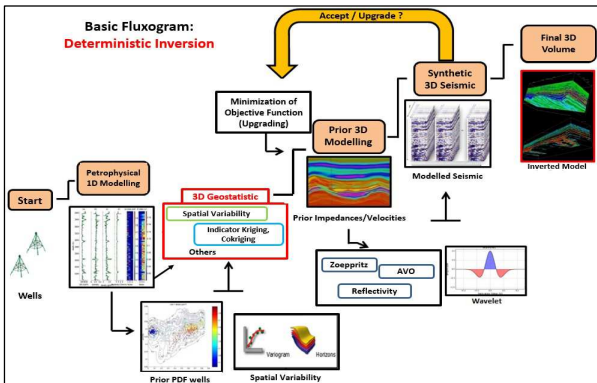 Basic Fluxogram:
Deterministic Inversion
Accept / Upgrade ?
Final 3D
Volume
Synthetic
3D Seismic
Minimization of
Objective Function
(Upgrading)
Prior 3D
Modelling
Inverted Model
Modelled Seismic
Petrophysical
1D Modelling
Start
3D Geostatistic
Spatial Variability
Indicator Kriging,
Cokriging
Others
Prior Impedances/Velocities
Wells
Zoeppritz
AVO
Reflectivity
Wavelet
Variogram
Horizons
Prior PDF wells
Spatial Variability